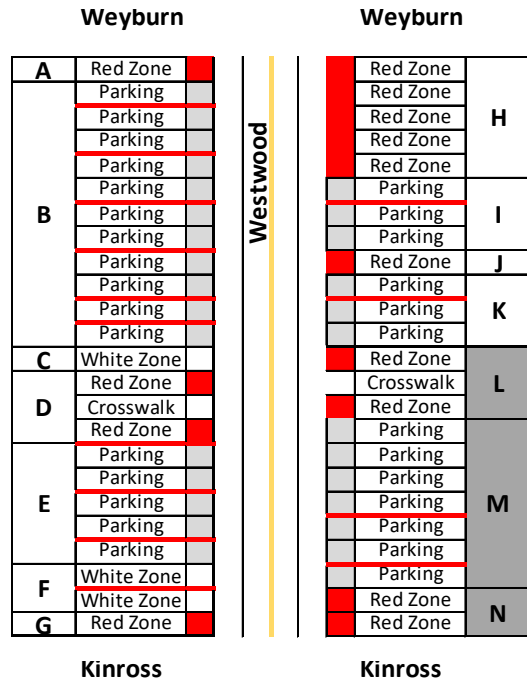 Weyburn
A Red Zone
B
Parking
Parking
Parking
Parking
Parking
Parking
Parking
Parking
Parking
Parking
Parking
C White Zone
D
Red Zone
Crosswalk
Red Zone
E
Parking
Parking
Parking
Parking
Parking
F
White Zone
White Zone
G Red Zone
Kinross
Westwood
Weyburn
Red Zone
Red Zone
Red Zone
Red Zone
Red Zone
H
Parking
Parking
Parking
I
Red Zone J
Parking
Parking
Parking
K
Red Zone
Crosswalk
Red Zone
L
Parking
Parking
Parking
Parking
Parking
Parking
Parking
M
Red Zone
Red Zone
N
Kinross